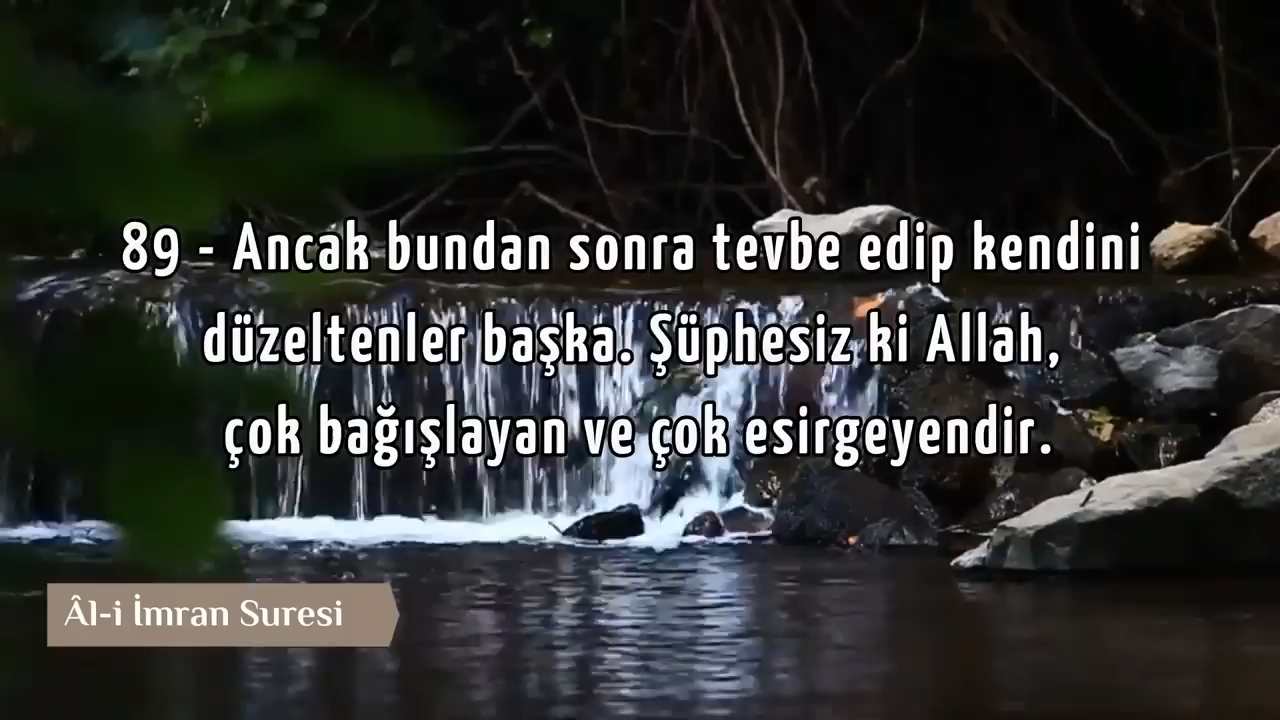 89 - Ancak bundan sonra tevbe edip kendini
düzeltenler başka. Şüphesiz ki Allah,
çok bağışlayan ve çok esirgeyendir.
Âl-i İmran Suresi